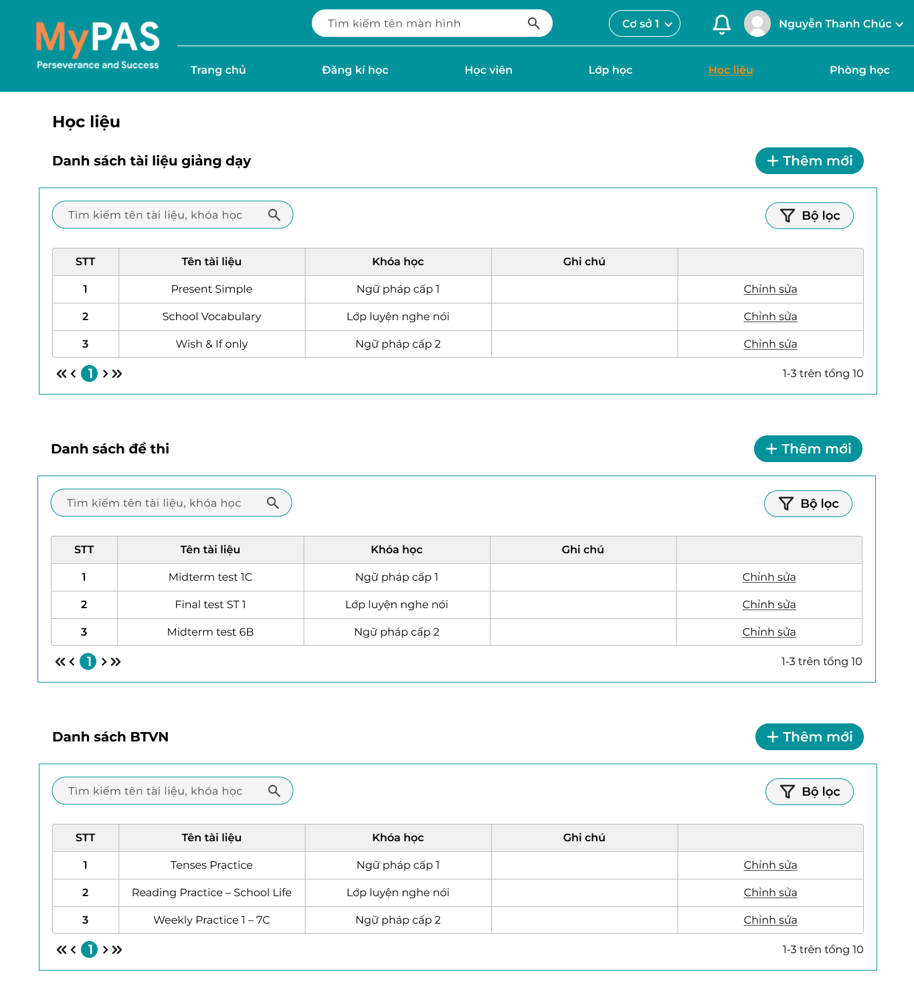 MyPAS
Perseverance and Success
Tìm kiếm tên màn hình
Cơ sở 1
Nguyễn Thanh Chúc
Trang chủ Đăng kí học Học viên Lớp học Học liệu Phòng học
Học liệu
Danh sách tài liệu giảng dạy
+ Thêm mới
Tìm kiếm tên tài liệu, khóa học
Bộ lọc
STT Tên tài liệu Khóa học Ghi chú
1 Present Simple Ngữ pháp cấp 1 Chỉnh sửa
2 School Vocabulary Lớp luyện nghe nói Chỉnh sửa
3 Wish & If only Ngữ pháp cấp 2 Chỉnh sửa
« ‹ 1 › »
1-3 trên tổng 10
Danh sách đề thi
+ Thêm mới
Tìm kiếm tên tài liệu, khóa học
Bộ lọc
STT Tên tài liệu Khóa học Ghi chú
1 Midterm test 1C Ngữ pháp cấp 1 Chỉnh sửa
2 Final test ST 1 Lớp luyện nghe nói Chỉnh sửa
3 Midterm test 6B Ngữ pháp cấp 2 Chỉnh sửa
« ‹ 1 › »
1-3 trên tổng 10
Danh sách BTVN
+ Thêm mới
Tìm kiếm tên tài liệu, khóa học
Bộ lọc
STT Tên tài liệu Khóa học Ghi chú
1 Tenses Practice Ngữ pháp cấp 1 Chỉnh sửa
2 Reading Practice – School Life Lớp luyện nghe nói Chỉnh sửa
3 Weekly Practice 1 – 7C Ngữ pháp cấp 2 Chỉnh sửa
« ‹ 1 › »
1-3 trên tổng 10